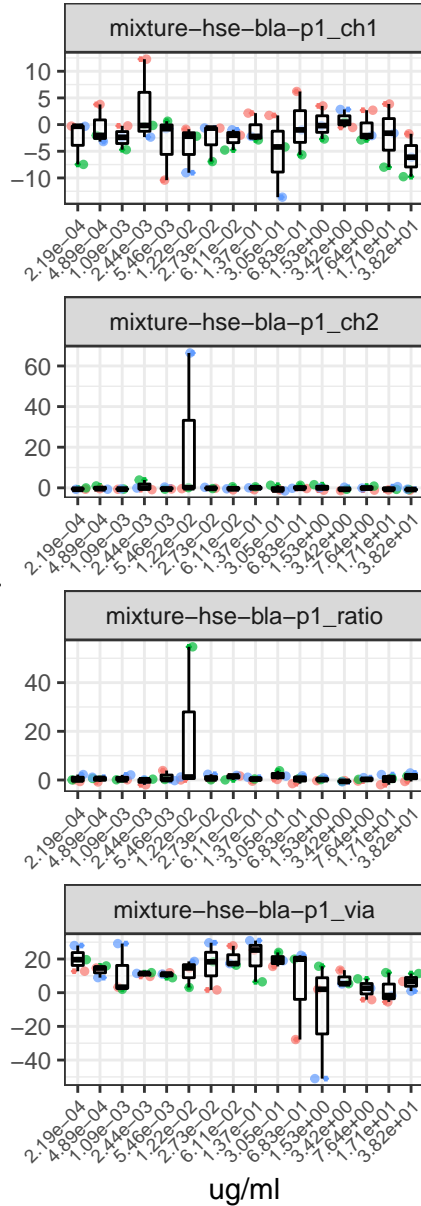 mixture−hse−bla−p1_ch1
10
5
0
−5
−10
2.19e−04
4.89e−04
1.09e−03
2.44e−03
5.46e−03
1.22e−02
2.73e−02
6.11e−02
1.37e−01
3.05e−01
6.83e−01
1.53e+00
3.42e+00
7.64e+00
1.71e+01
3.82e+01
mixture−hse−bla−p1_ch2
60
40
20
0
2.19e−04
4.89e−04
1.09e−03
2.44e−03
5.46e−03
1.22e−02
2.73e−02
6.11e−02
1.37e−01
3.05e−01
6.83e−01
1.53e+00
3.42e+00
7.64e+00
1.71e+01
3.82e+01
mixture−hse−bla−p1_ratio
40
20
0
2.19e−04
4.89e−04
1.09e−03
2.44e−03
5.46e−03
1.22e−02
2.73e−02
6.11e−02
1.37e−01
3.05e−01
6.83e−01
1.53e+00
3.42e+00
7.64e+00
1.71e+01
3.82e+01
mixture−hse−bla−p1_via
20
0
−20
−40
2.19e−04
4.89e−04
1.09e−03
2.44e−03
5.46e−03
1.22e−02
2.73e−02
6.11e−02
1.37e−01
3.05e−01
6.83e−01
1.53e+00
3.42e+00
7.64e+00
1.71e+01
3.82e+01
ug/ml